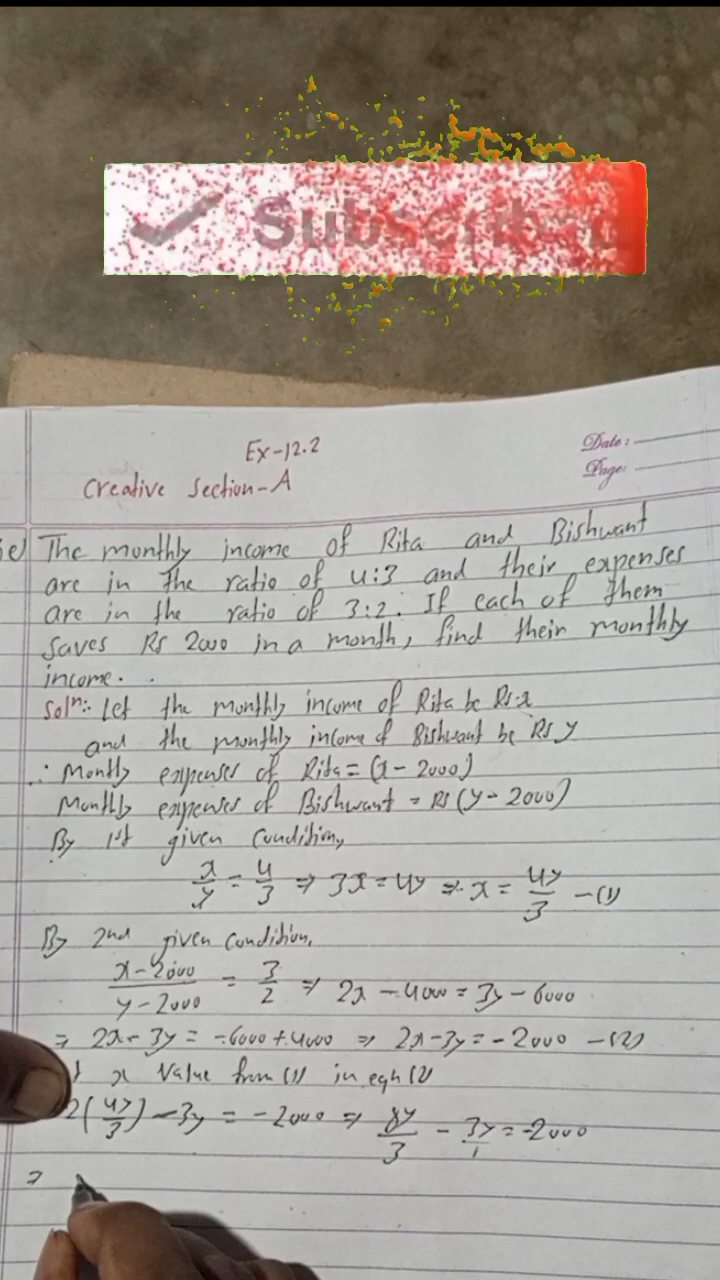 Subscribed
Ex-12.2
Date:
Page:
Creative Section-A
e) The monthly income of Rita and Bishwant
are in the ratio of 4:3 and their expenses
are in the ratio of 3:2. If each of them
saves Rs 2000 in a month, find their monthly
income.
Solⁿ:- Let the monthly income of Rita be Rs.x
and the monthly income of Bishwant be Rs y
∴ Monthly expenses of Rita = (x - 2000)
Monthly expenses of Bishwant = Rs (y - 2000)
By 1st given Condition,
x/y = 4/3 ⇒ 3x = 4y ⇒ x = 4y/3 - (1)
By 2nd given Condition,
x-2000/y-2000 = 3/2 ⇒ 2x - 4000 = 3y - 6000
⇒ 2x - 3y = -6000 + 4000 ⇒ 2x - 3y = -2000 - (2)
x Value from (1) in eqn (2)
2(4y/3) - 3y = -2000 ⇒ 8y/3 - 3y/1 = -2000
⇒